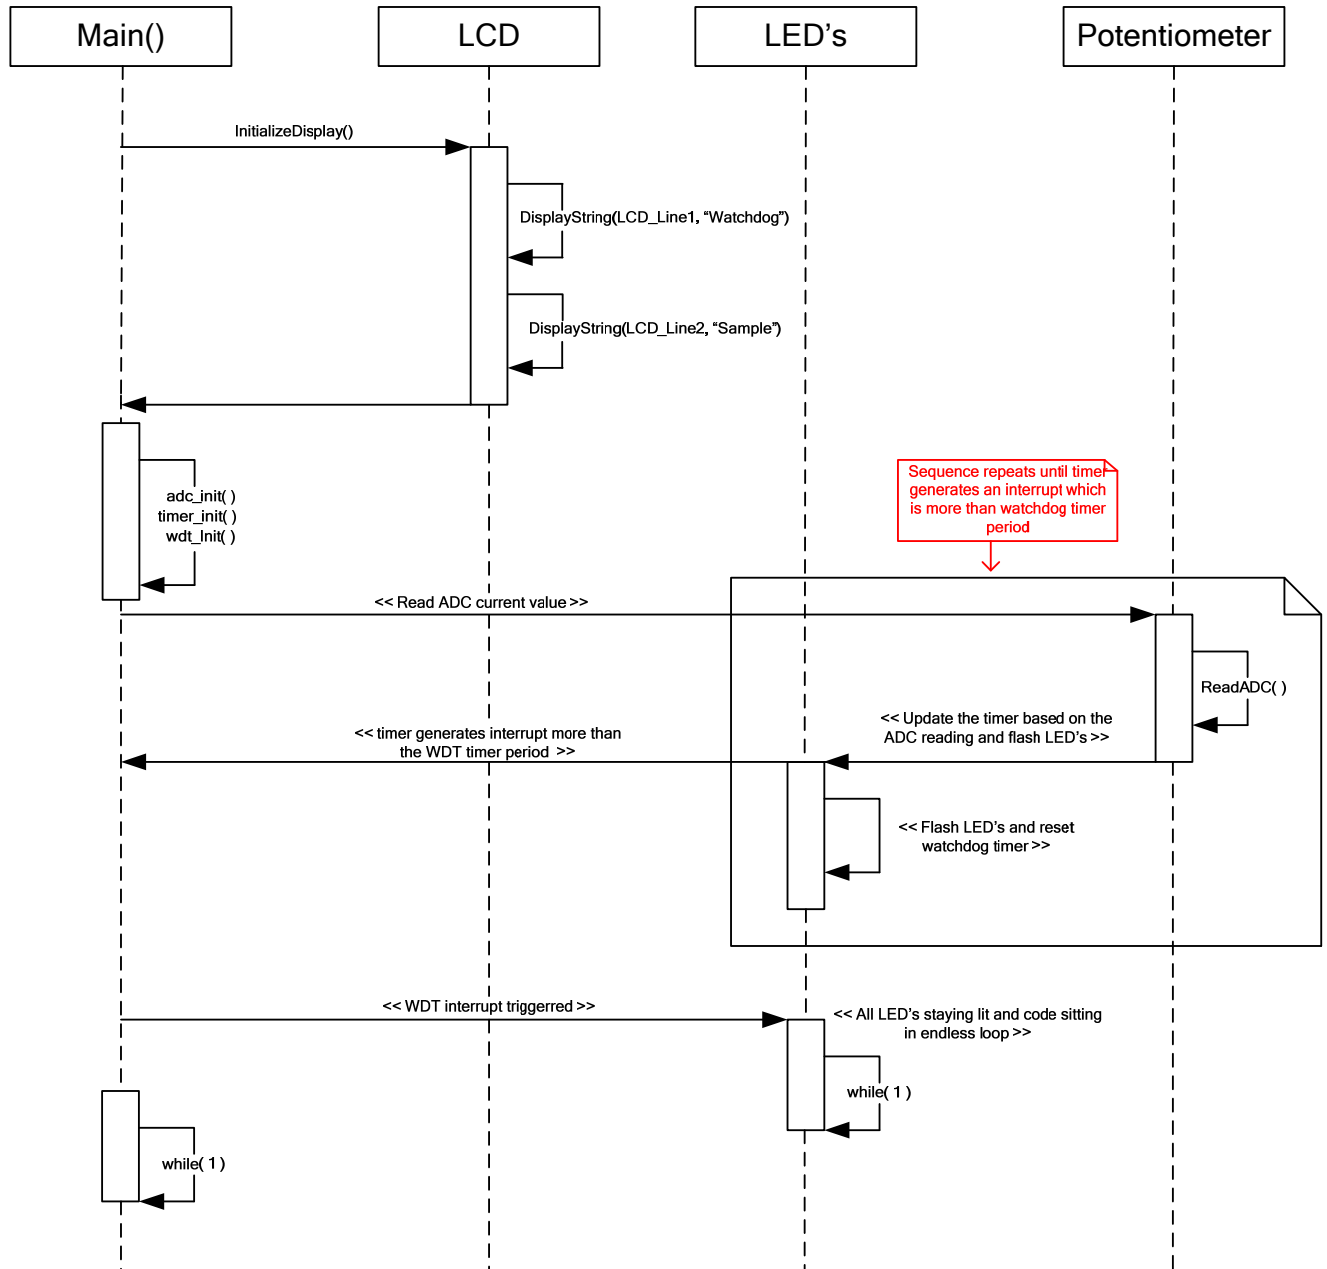 Main()
LCD
LED's
Potentiometer
InitializeDisplay()
DisplayString(LCD_Line1, “Watchdog”)
DisplayString(LCD_Line2, “Sample”)
adc_init( )
timer_init( )
wdt_Init( )
Sequence repeats until timer
generates an interrupt which
is more than watchdog timer
period
<< Read ADC current value >>
ReadADC( )
<< Update the timer based on the
ADC reading and flash LED's >>
<< timer generates interrupt more than
the WDT timer period >>
<< Flash LED's and reset
watchdog timer >>
<< WDT interrupt triggerred >>
<< All LED's staying lit and code sitting
in endless loop >>
while( 1 )
while( 1 )